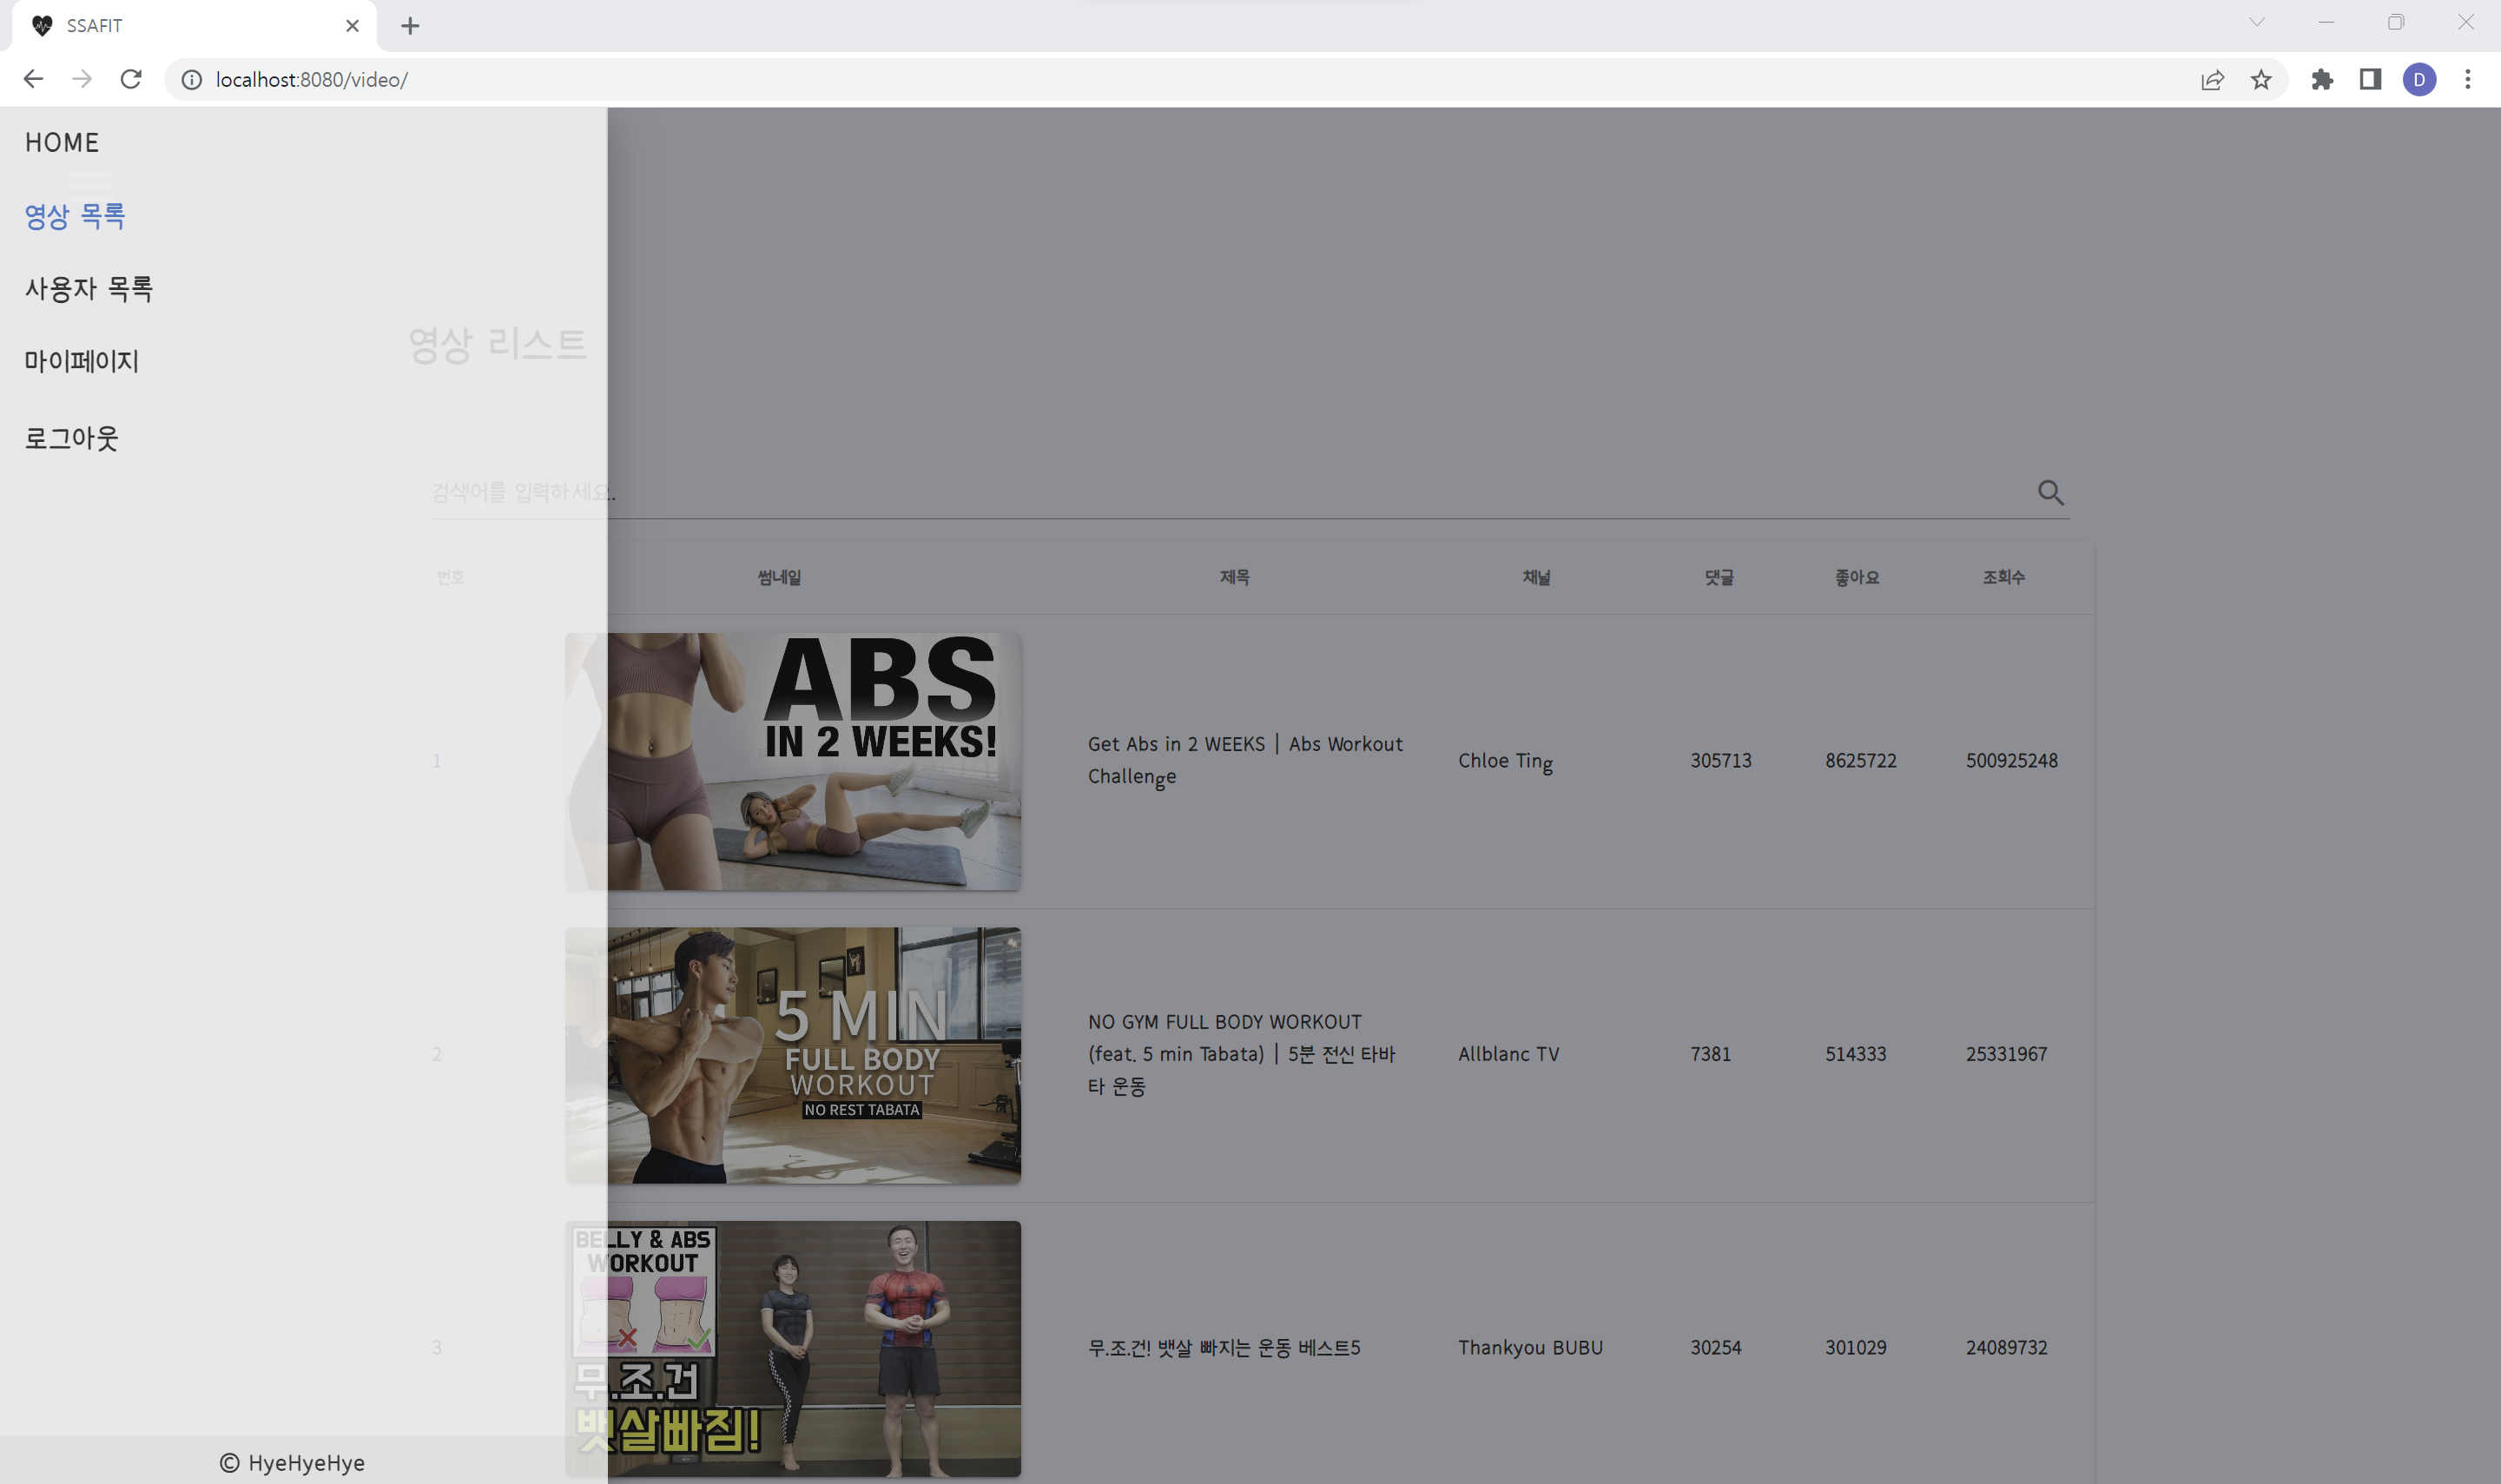 SSAFIT
localhost:8080/video/
D
HOME
영상 목록
사용자 목록
마이페이지
로그아웃
영상 리스트
검색어를 입력하세요.
번호 썸네일 제목 채널 댓글 좋아요 조회수
ABS
IN 2 WEEKS!
1 Get Abs in 2 WEEKS | Abs Workout Chloe Ting 305713 8625722 500925248
Challenge
5 MIN
FULL BODY
WORKOUT
NO REST TABATA
NO GYM FULL BODY WORKOUT
2 (feat. 5 min Tabata) | 5분 전신 타바 Allblanc TV 7381 514333 25331967
타 운동
BELLY & ABS
WORKOUT
3 무.조.건! 뱃살 빠지는 운동 베스트5 Thankyou BUBU 30254 301029 24089732
무.조.건
뱃살빠짐!
© HyeHyeHye